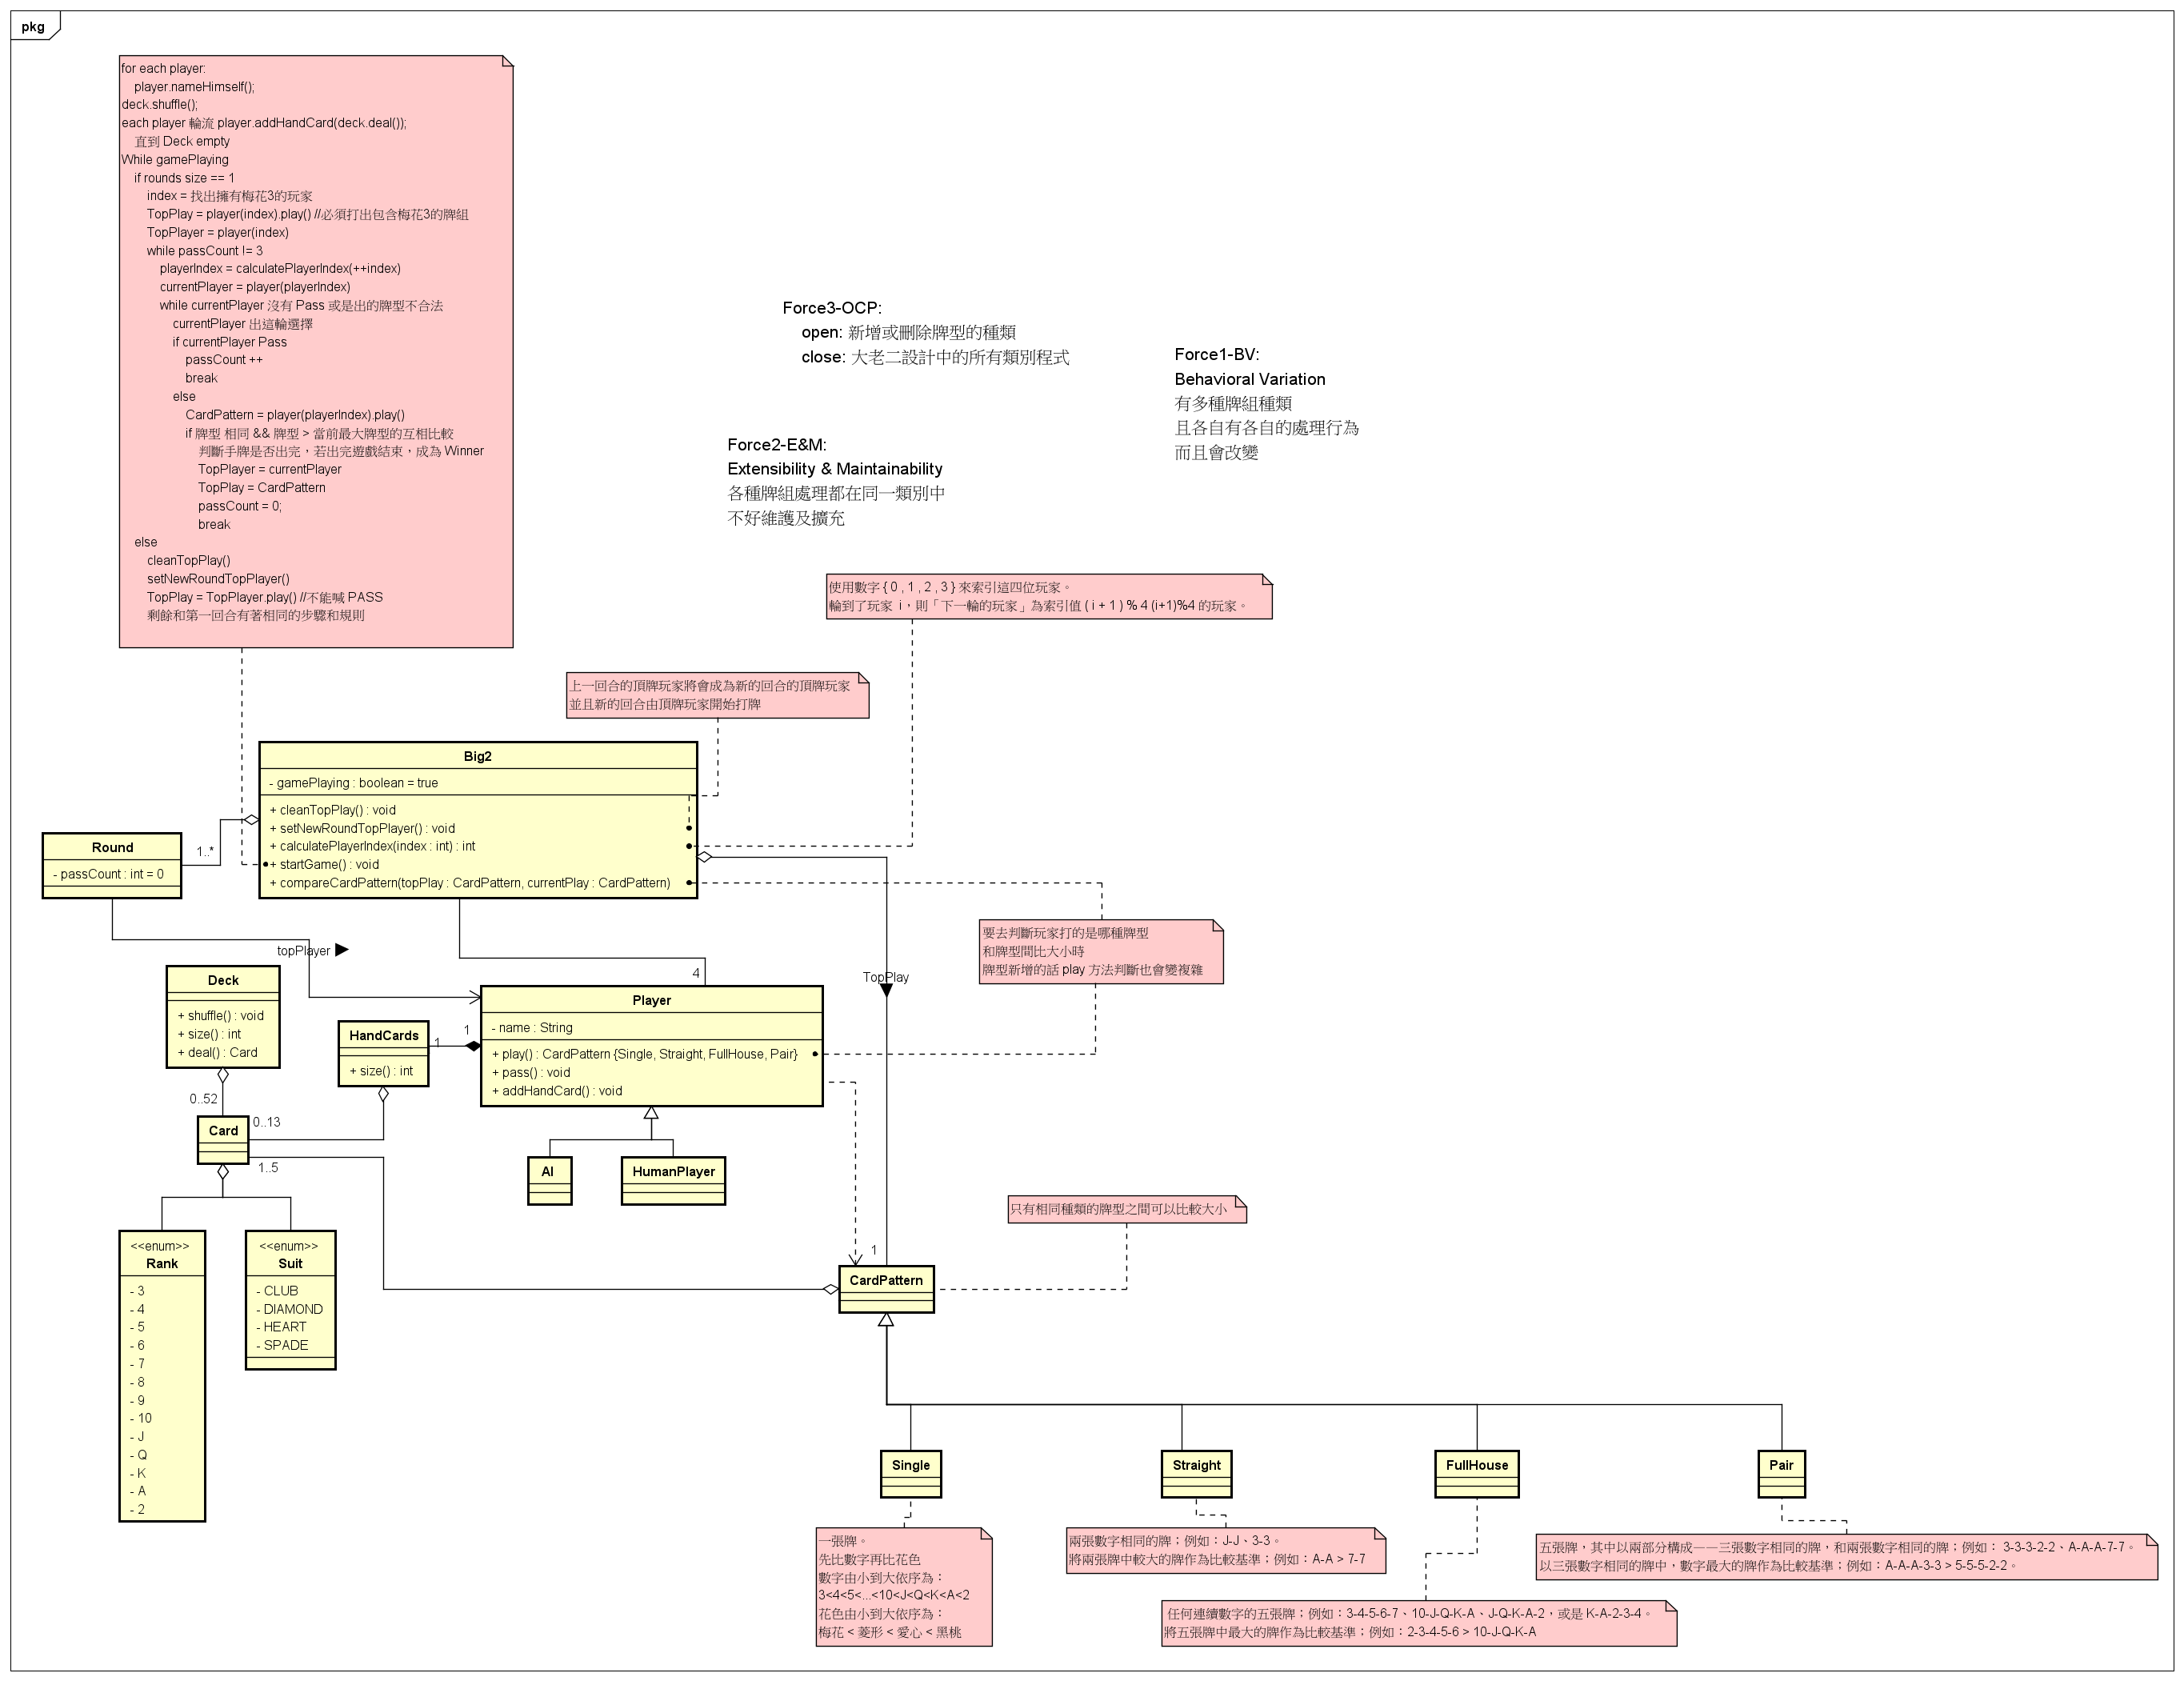 pkg
for each player:
player.nameHimself();
deck.shuffle();
each player 輪流 player.addHandCard(deck.deal());
直到 Deck empty
While gamePlaying
if rounds size == 1
index = 找出擁有梅花3的玩家
TopPlay = player(index).play() //必須打出包含梅花3的牌組
TopPlayer = player(index)
while passCount != 3
playerIndex = calculatePlayerIndex(++index)
currentPlayer = player(playerIndex)
while currentPlayer 沒有 Pass 或是出的牌型不合法
currentPlayer 出這輪選擇
if currentPlayer Pass
passCount ++
break
else
CardPattern = player(playerIndex).play()
if 牌型 相同 && 牌型 > 當前最大牌型的互相比較
判斷手牌是否出完，若出完遊戲結束，成為 Winner
TopPlayer = currentPlayer
TopPlay = CardPattern
passCount = 0;
break
else
cleanTopPlay()
setNewRoundTopPlayer()
TopPlay = TopPlayer.play() //不能喊 PASS
剩餘和第一回合有著相同的步驟和規則
Force3-OCP:
open: 新增或刪除牌型的種類
close: 大老二設計中的所有類別程式
Force1-BV:
Behavioral Variation
有多種牌組種類
且各自有各自的處理行為
而且會改變
Force2-E&M:
Extensibility & Maintainability
各種牌組處理都在同一類別中
不好維護及擴充
使用數字 { 0 , 1 , 2 , 3 } 來索引這四位玩家。
輪到了玩家 i，則「下一輪的玩家」為索引值 ( i + 1 ) % 4 (i+1)%4 的玩家。
上一回合的頂牌玩家將會成為新的回合的頂牌玩家
並且新的回合由頂牌玩家開始打牌
Big2
- gamePlaying : boolean = true
+ cleanTopPlay() : void
+ setNewRoundTopPlayer() : void
+ calculatePlayerIndex(index : int) : int
+ startGame() : void
+ compareCardPattern(topPlay : CardPattern, currentPlay : CardPattern)
Round
- passCount : int = 0
1..*
topPlayer
4
TopPlay
要去判斷玩家打的是哪種牌型
和牌型間比大小時
牌型新增的話 play 方法判斷也會變複雜
Deck
+ shuffle() : void
+ size() : int
+ deal() : Card
HandCards
+ size() : int
1
1
Player
- name : String
+ play() : CardPattern {Single, Straight, FullHouse, Pair}
+ pass() : void
+ addHandCard() : void
0..52
Card
0..13
1..5
AI
HumanPlayer
<<enum>>
Rank
- 3
- 4
- 5
- 6
- 7
- 8
- 9
- 10
- J
- Q
- K
- A
- 2
<<enum>>
Suit
- CLUB
- DIAMOND
- HEART
- SPADE
只有相同種類的牌型之間可以比較大小
1
CardPattern
Single
Straight
FullHouse
Pair
一張牌。
先比數字再比花色
數字由小到大依序為：
3<4<5<...<10<J<Q<K<A<2
花色由小到大依序為：
梅花 < 菱形 < 愛心 < 黑桃
兩張數字相同的牌；例如：J-J、3-3。
將兩張牌中較大的牌作為比較基準；例如：A-A > 7-7
五張牌，其中以兩部分構成——三張數字相同的牌，和兩張數字相同的牌；例如： 3-3-3-2-2、A-A-A-7-7。
以三張數字相同的牌中，數字最大的牌作為比較基準；例如：A-A-A-3-3 > 5-5-5-2-2。
任何連續數字的五張牌；例如：3-4-5-6-7、10-J-Q-K-A、J-Q-K-A-2，或是 K-A-2-3-4。
將五張牌中最大的牌作為比較基準；例如：2-3-4-5-6 > 10-J-Q-K-A